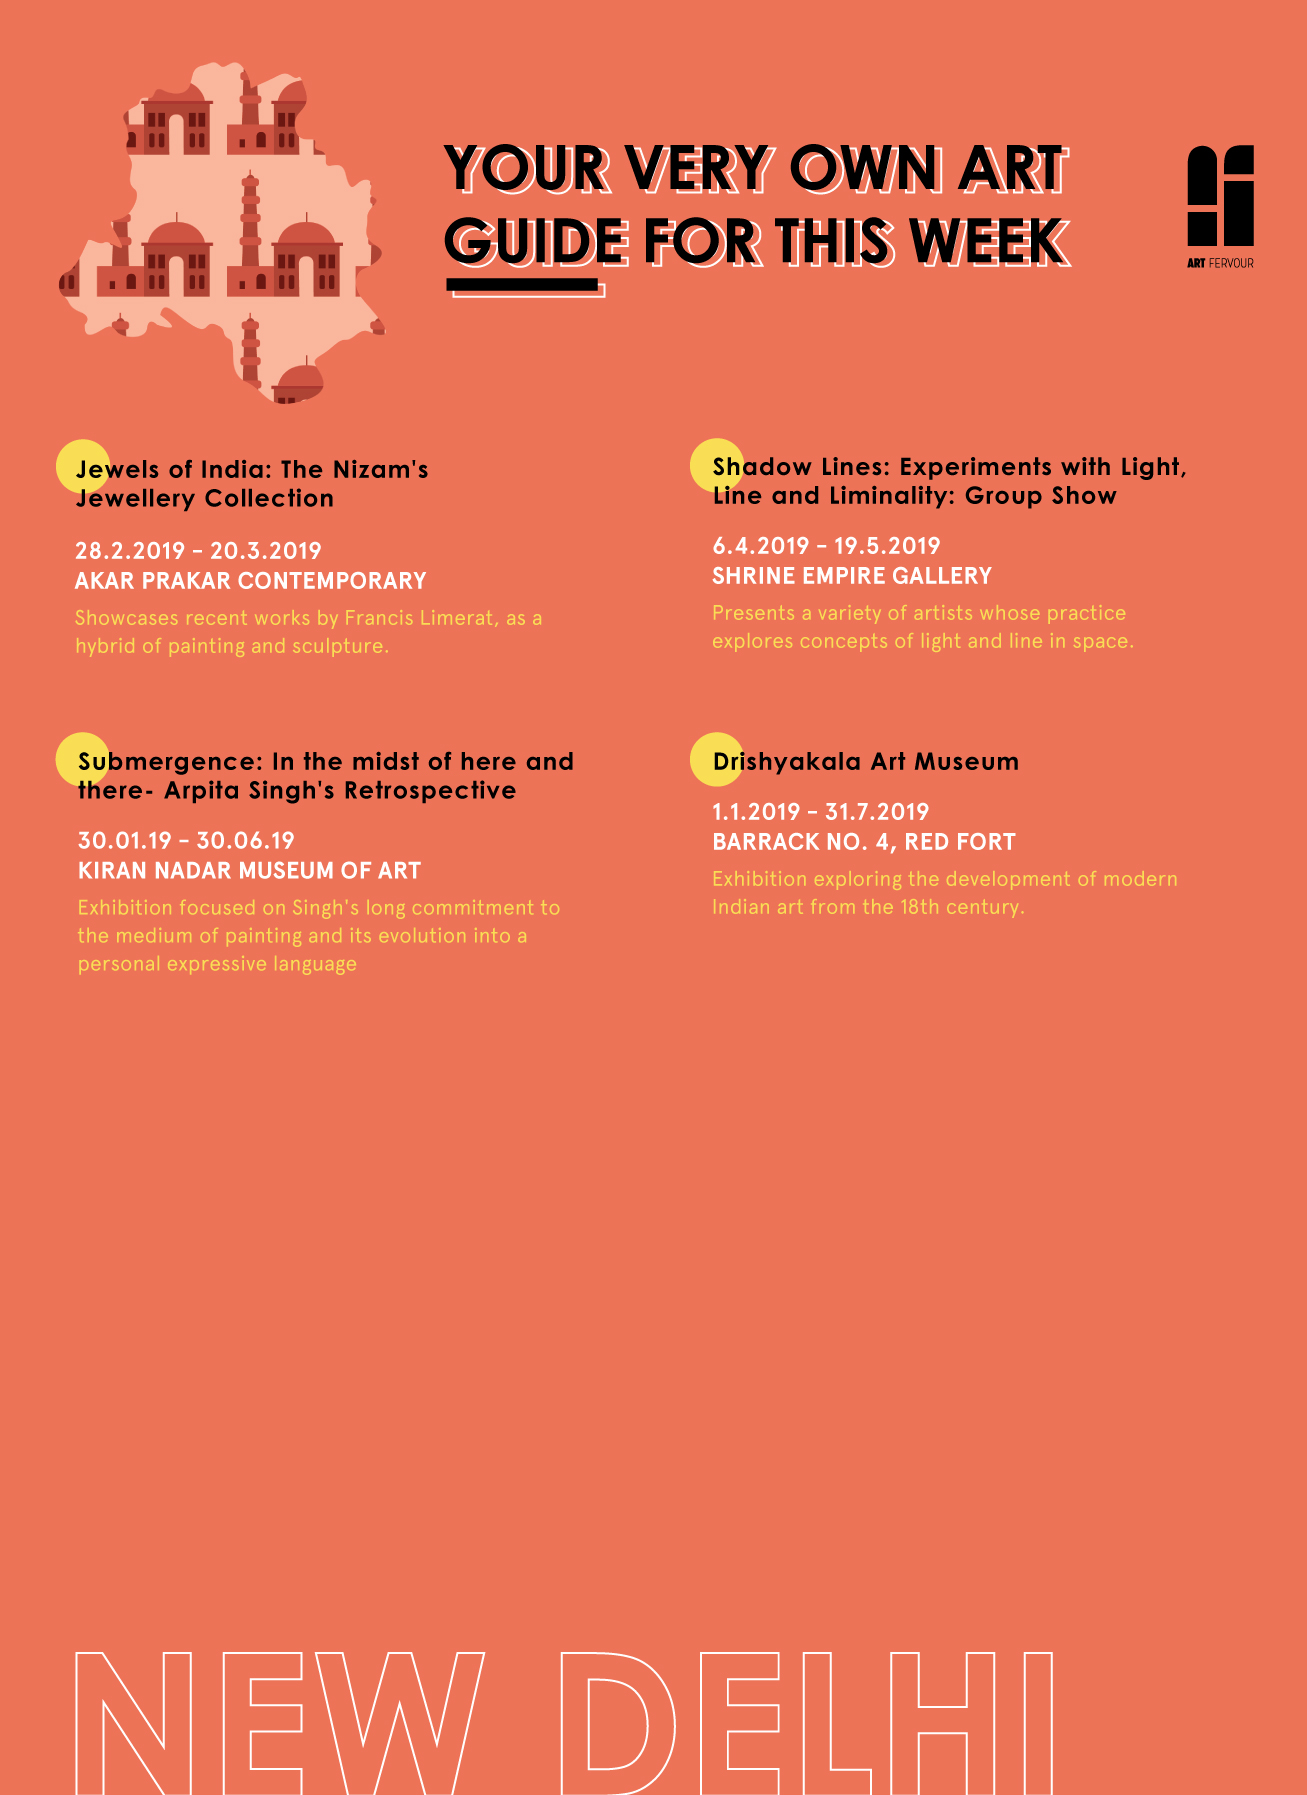 YOUR VERY OWN ART
GUIDE FOR THIS WEEK
ART FERVOUR
Jewels of India: The Nizam's
Jewellery Collection
28.2.2019 – 20.3.2019
AKAR PRAKAR CONTEMPORARY
Showcases recent works by Francis Limerat, as a
hybrid of painting and sculpture.
Shadow Lines: Experiments with Light,
Line and Liminality: Group Show
6.4.2019 – 19.5.2019
SHRINE EMPIRE GALLERY
Presents a variety of artists whose practice
explores concepts of light and line in space.
Submergence: In the midst of here and
there- Arpita Singh's Retrospective
30.01.19 – 30.06.19
KIRAN NADAR MUSEUM OF ART
Exhibition focused on Singh's long commitment to
the medium of painting and its evolution into a
personal expressive language
Drishyakala Art Museum
1.1.2019 – 31.7.2019
BARRACK NO. 4, RED FORT
Exhibition exploring the development of modern
Indian art from the 18th century.
NEW DELHI